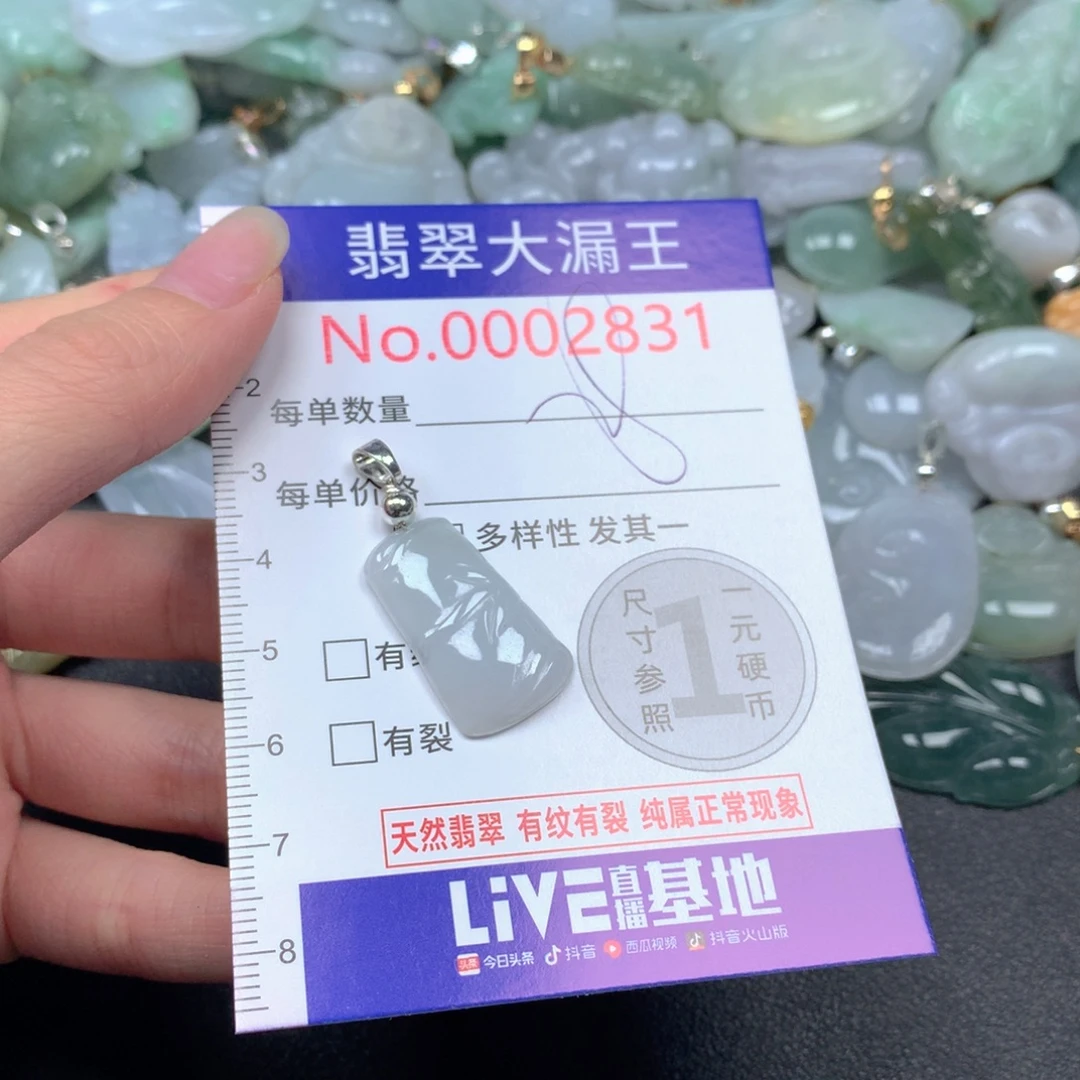 翡翠大漏王
No.0002831
每单数量
每单价格
多样性 发其一
有
有裂
尺寸参照
1
一元硬币
天然翡翠 有纹有裂 纯属正常现象
LiVE直播基地
头条 今日头条 抖音 西瓜视频 抖音火山版
2
3
4
5
6
7
8